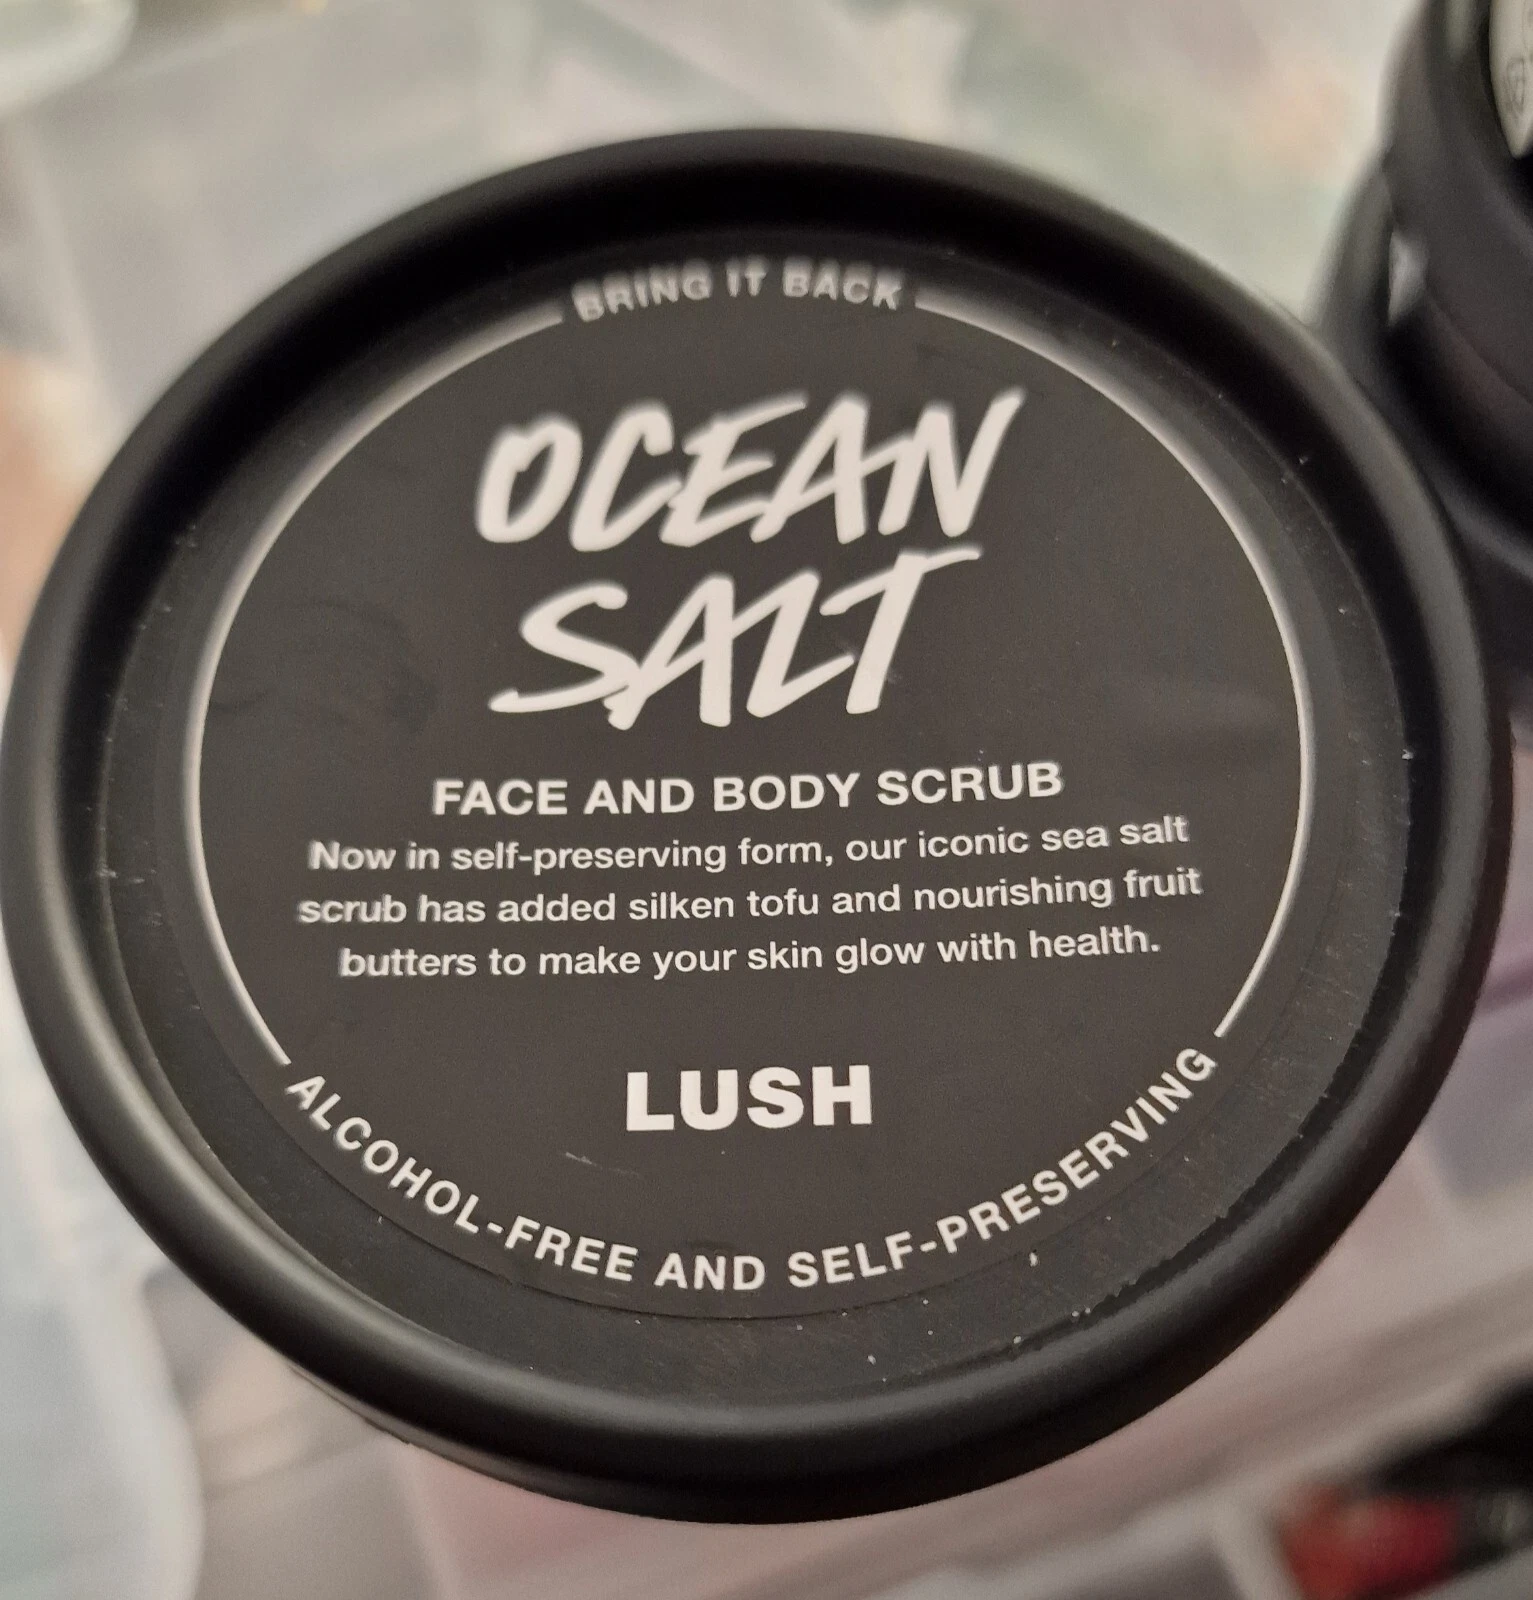 BRING IT BACK
OCEAN
SALT
FACE AND BODY SCRUB
Now in self-preserving form, our iconic sea salt
scrub has added silken tofu and nourishing fruit
butters to make your skin glow with health.
LUSH
ALCOHOL-FREE AND SELF-PRESERVING